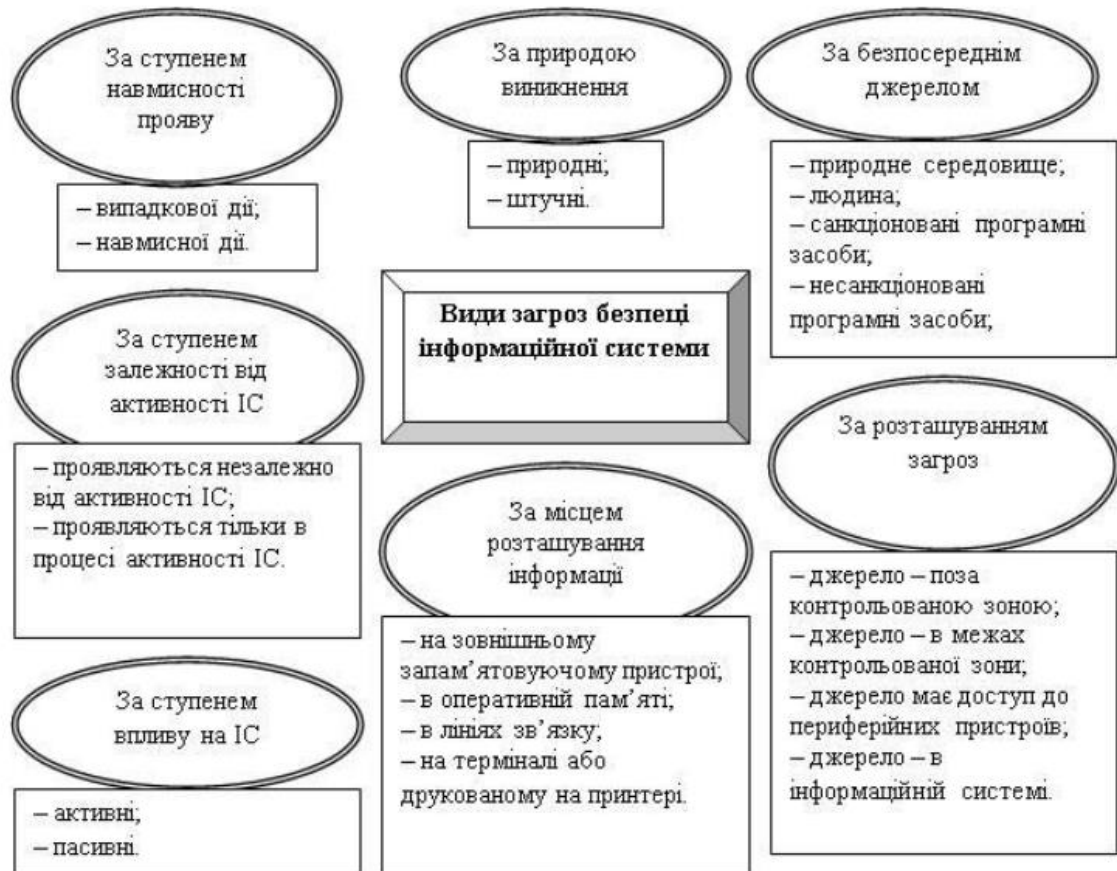 За ступенем
навмисності
прояву
– випадкової дії;
– навмисної дії.
За природою
виникнення
– природні;
– штучні.
За безпосереднім
джерелом
– природне середовище;
– людина;
– санкціоновані програмні
засоби;
– несанкціоновані
програмні засоби;
Види загроз безпеці
інформаційної системи
За ступенем
залежності від
активності ІС
– проявляються незалежно
від активності ІС;
– проявляються тільки в
процесі активності ІС.
За місцем
розташування
інформації
– на зовнішньому
запам’ятовуючому пристрої;
– в оперативній пам’яті;
– в лініях зв’язку;
– на терміналі або
друкованому на принтері.
За розташуванням
загроз
– джерело – поза
контрольованою зоною;
– джерело – в межах
контрольованої зони;
– джерело має доступ до
периферійних пристроїв;
– джерело – в
інформаційній системі.
За ступенем
впливу на ІС
– активні;
– пасивні.